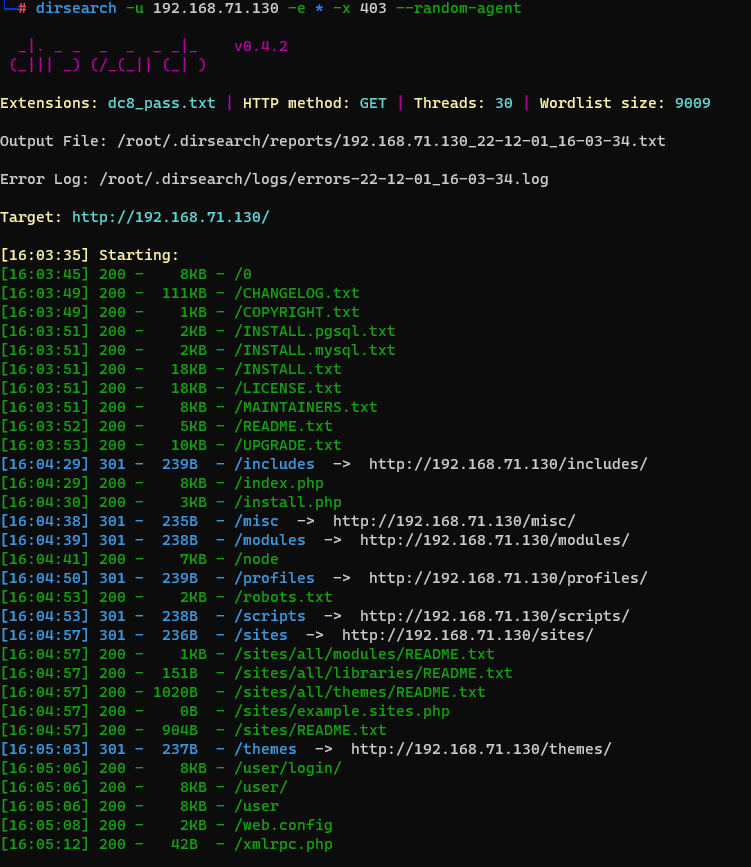 └─# dirsearch -u 192.168.71.130 -e * -x 403 --random-agent
  _|. _ _  _  _  _ _|_    v0.4.2
 (_||| _) (/_(_|| (_| )
Extensions: dc8_pass.txt | HTTP method: GET | Threads: 30 | Wordlist size: 9009
Output File: /root/.dirsearch/reports/192.168.71.130_22-12-01_16-03-34.txt
Error Log: /root/.dirsearch/logs/errors-22-12-01_16-03-34.log
Target: http://192.168.71.130/
[16:03:35] Starting:
[16:03:45] 200 -    8KB - /0
[16:03:49] 200 -  111KB - /CHANGELOG.txt
[16:03:49] 200 -    1KB - /COPYRIGHT.txt
[16:03:51] 200 -    2KB - /INSTALL.pgsql.txt
[16:03:51] 200 -    2KB - /INSTALL.mysql.txt
[16:03:51] 200 -   18KB - /INSTALL.txt
[16:03:51] 200 -   18KB - /LICENSE.txt
[16:03:51] 200 -    8KB - /MAINTAINERS.txt
[16:03:52] 200 -    5KB - /README.txt
[16:03:53] 200 -   10KB - /UPGRADE.txt
[16:04:29] 301 -  239B  - /includes  ->  http://192.168.71.130/includes/
[16:04:29] 200 -    8KB - /index.php
[16:04:30] 200 -    3KB - /install.php
[16:04:38] 301 -  235B  - /misc  ->  http://192.168.71.130/misc/
[16:04:39] 301 -  238B  - /modules  ->  http://192.168.71.130/modules/
[16:04:41] 200 -    7KB - /node
[16:04:50] 301 -  239B  - /profiles  ->  http://192.168.71.130/profiles/
[16:04:53] 200 -    2KB - /robots.txt
[16:04:53] 301 -  238B  - /scripts  ->  http://192.168.71.130/scripts/
[16:04:57] 301 -  236B  - /sites  ->  http://192.168.71.130/sites/
[16:04:57] 200 -    1KB - /sites/all/modules/README.txt
[16:04:57] 200 -  151B  - /sites/all/libraries/README.txt
[16:04:57] 200 - 1020B  - /sites/all/themes/README.txt
[16:04:57] 200 -    0B  - /sites/example.sites.php
[16:04:57] 200 -  904B  - /sites/README.txt
[16:05:03] 301 -  237B  - /themes  ->  http://192.168.71.130/themes/
[16:05:06] 200 -    8KB - /user/login/
[16:05:06] 200 -    8KB - /user/
[16:05:06] 200 -    8KB - /user
[16:05:08] 200 -    2KB - /web.config
[16:05:12] 200 -   42B  - /xmlrpc.php